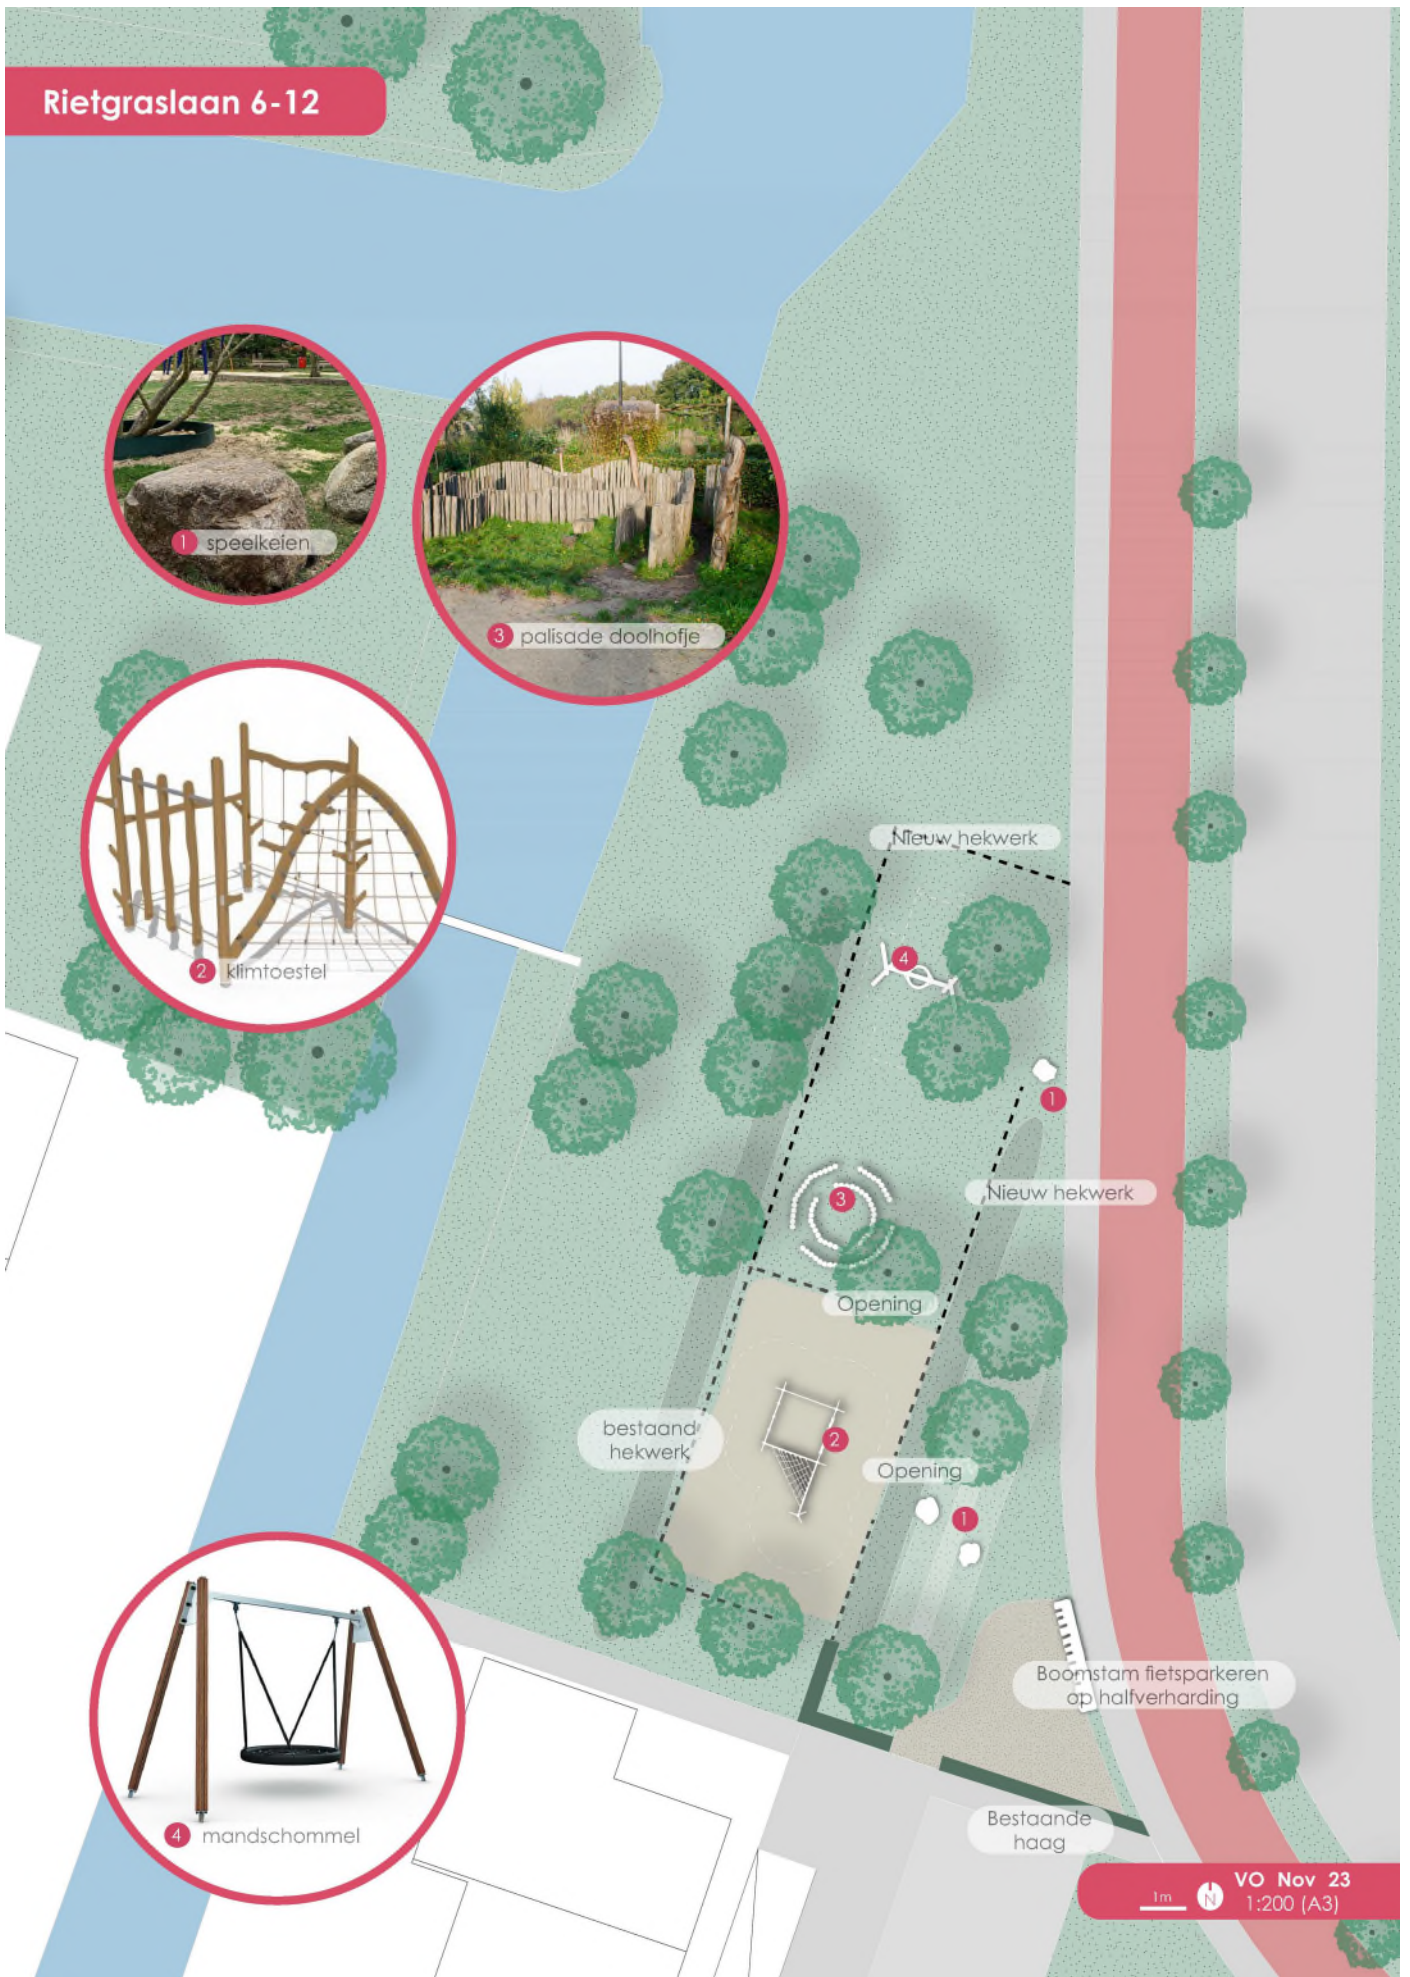 Rietgraslaan 6-12
1 speelkeien
3 palisade doolhofje
2 klimtoestel
Nieuw hekwerk
4
1
3
Nieuw hekwerk
Opening
bestaand
hekwerk
2
Opening
1
Boomstam fietsparkeren
op halfverharding
Bestaande
haag
4 mandschommel
1m
N
VO Nov 23
1:200 (A3)